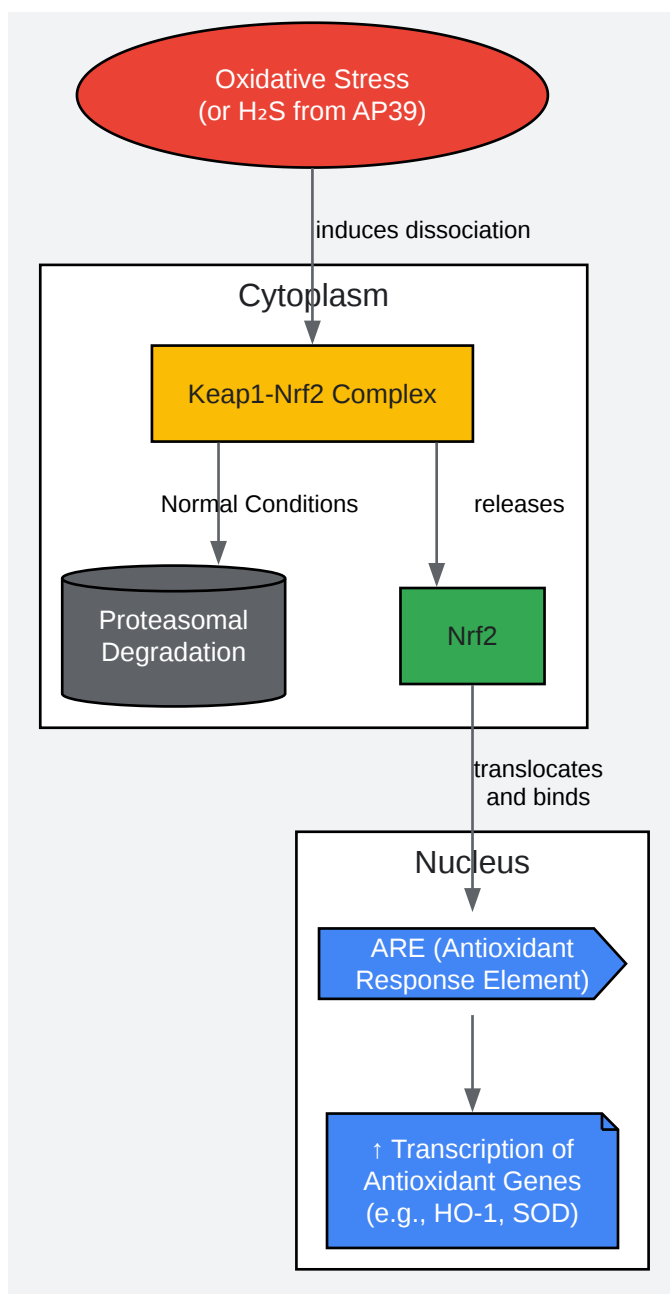 Oxidative Stress
(or H₂S from AP39)
induces dissociation
Cytoplasm
Keap1-Nrf2 Complex
Normal Conditions
releases
Proteasomal
Degradation
Nrf2
translocates
and binds
Nucleus
ARE (Antioxidant
Response Element)
↑ Transcription of
Antioxidant Genes
(e.g., HO-1, SOD)